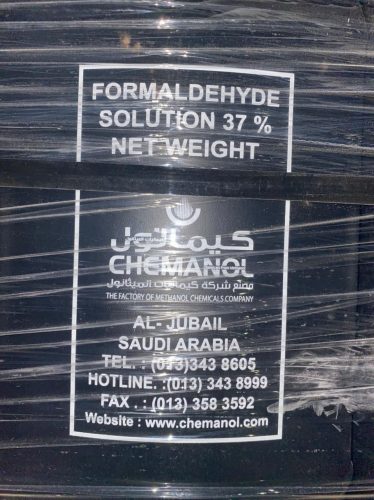 FORMALDEHYDE
SOLUTION 37 %
NET WEIGHT
كيمانول
CHEMANOL
مصنع شركة كيماويات الميثانول
THE FACTORY OF METHANOL CHEMICALS COMPANY
AL- JUBAIL
SAUDI ARABIA
TEL. : (013)343 8605
HOTLINE. :(013) 343 8999
FAX . : (013) 358 3592
Website : www.chemanol.com